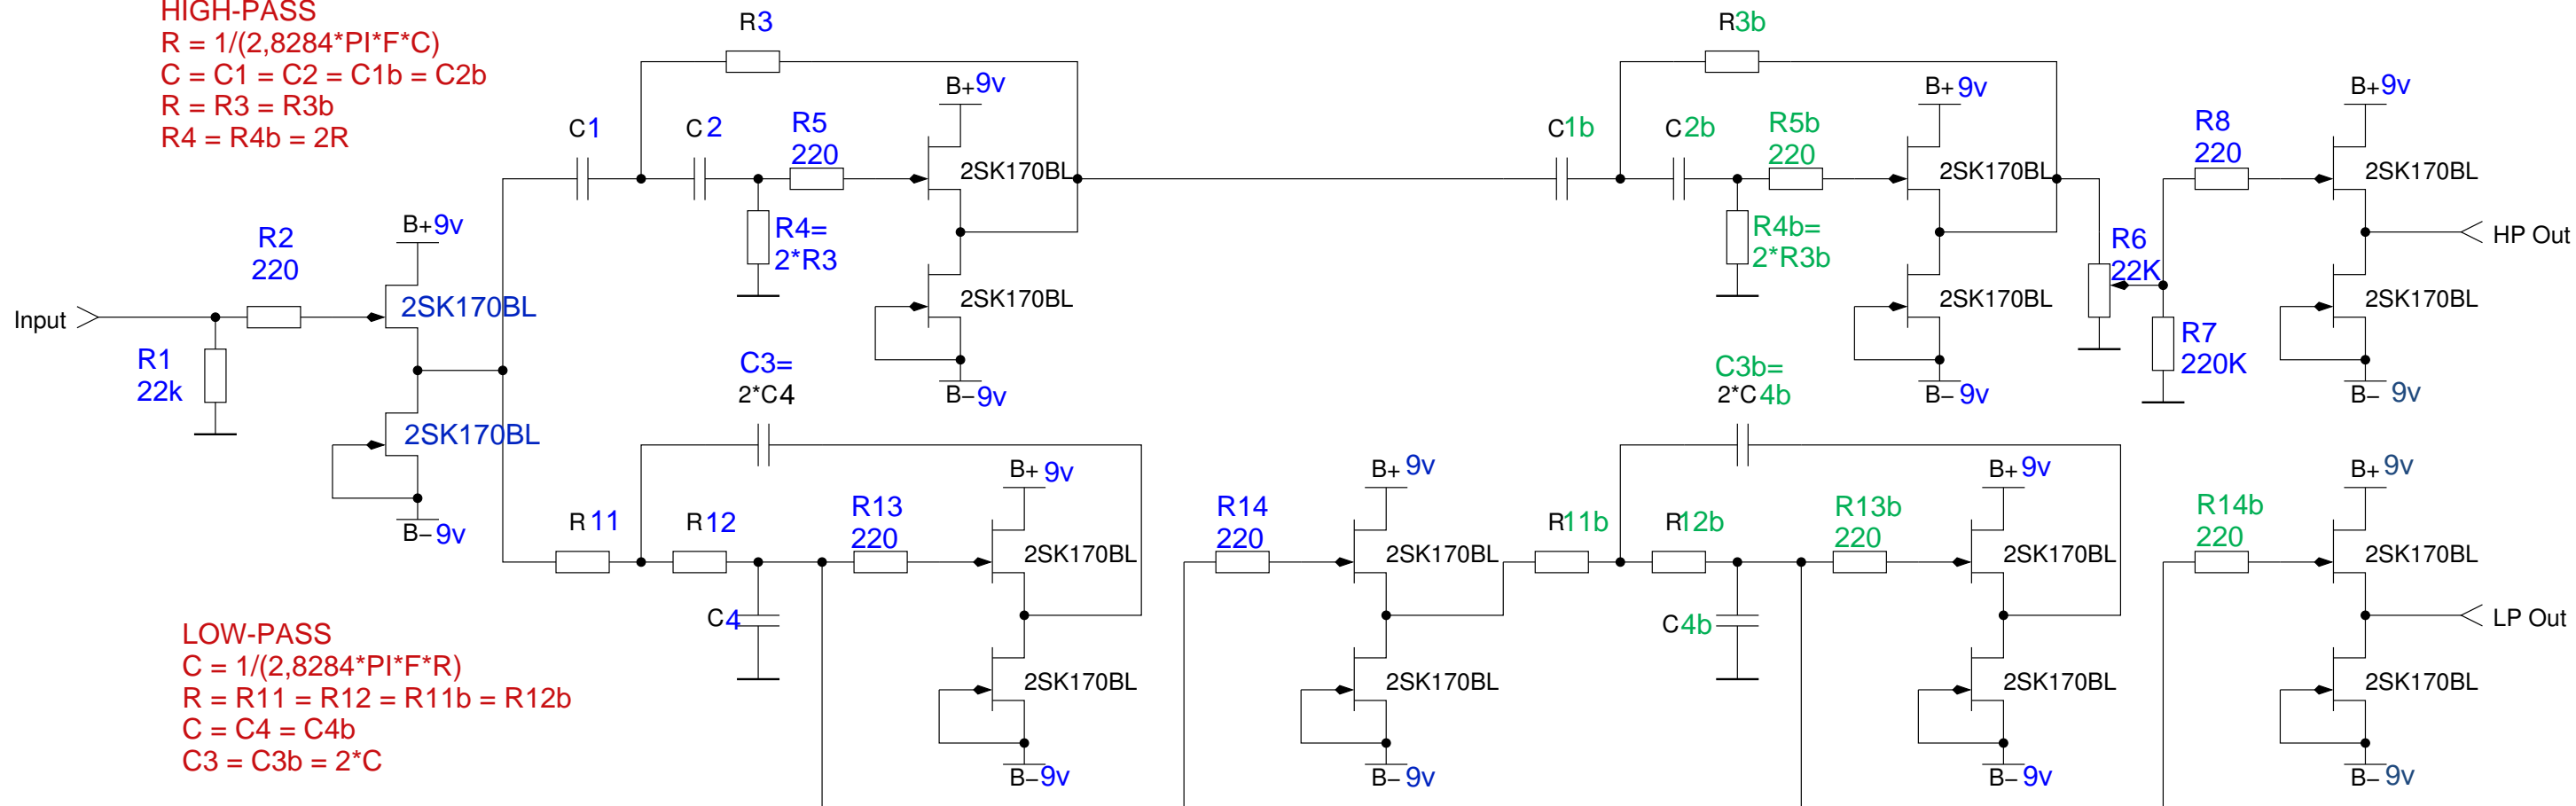 HIGH-PASS
R = 1/(2,8284*PI*F*C)
C = C1 = C2 = C1b = C2b
R = R3 = R3b
R4 = R4b = 2R
R3
B+9v
C1
C2
R5
220
2SK170BL
R4=
2*R3
2SK170BL
B-9v
R3b
B+9v
C1b
C2b
R5b
220
2SK170BL
R4b=
2*R3b
2SK170BL
B-9v
R6
22K
R8
220
B+9v
2SK170BL
HP Out
R7
220K
2SK170BL
B- 9v
Input
R1
22k
R2
220
B+9v
2SK170BL
2SK170BL
B-9v
C3=
2*C4
R11
R12
R13
220
B+ 9v
2SK170BL
C4
2SK170BL
B-9v
R14
220
B+ 9v
2SK170BL
2SK170BL
B-9v
C3b=
2*C4b
R11b
R12b
R13b
220
B+9v
2SK170BL
C4b
2SK170BL
B-9v
R14b
220
B+ 9v
2SK170BL
LP Out
2SK170BL
B-9v
LOW-PASS
C = 1/(2,8284*PI*F*R)
R = R11 = R12 = R11b = R12b
C = C4 = C4b
C3 = C3b = 2*C